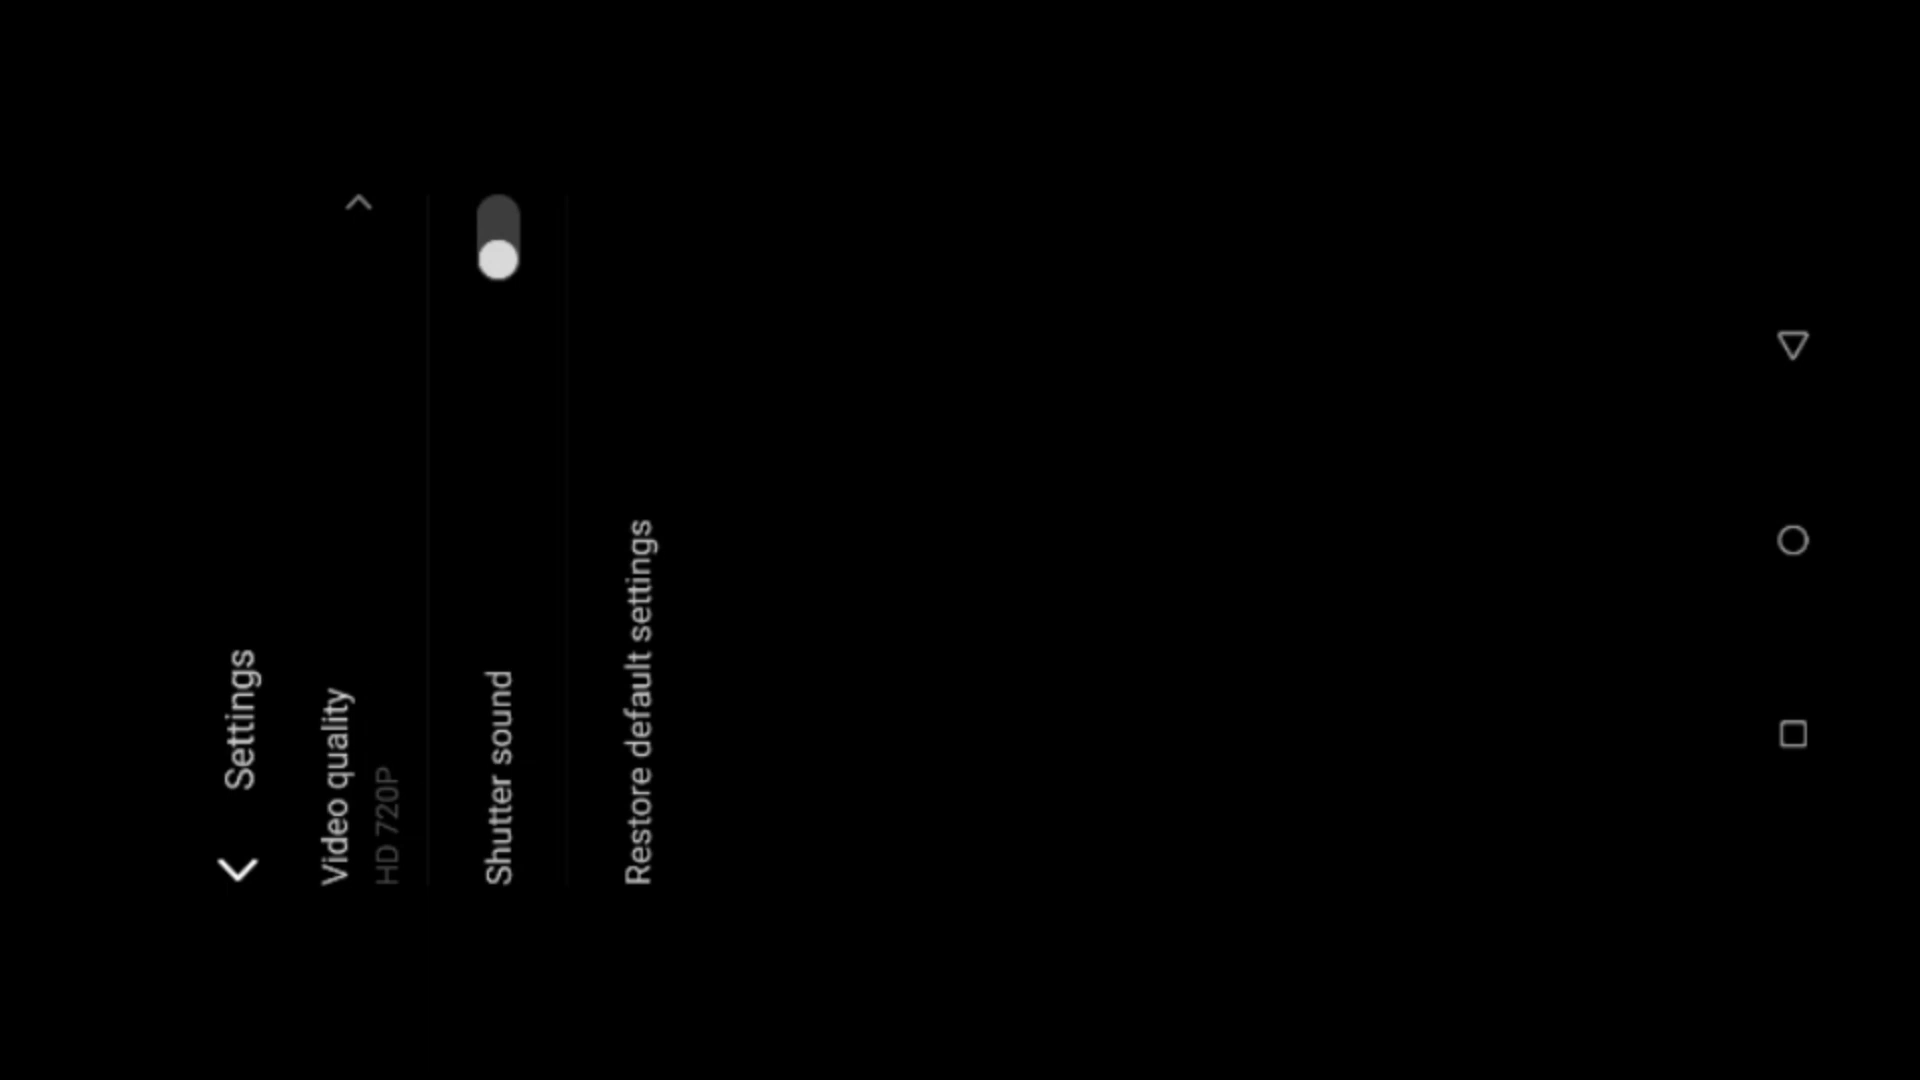 Settings
Video quality
HD 720P
Shutter sound
Restore default settings